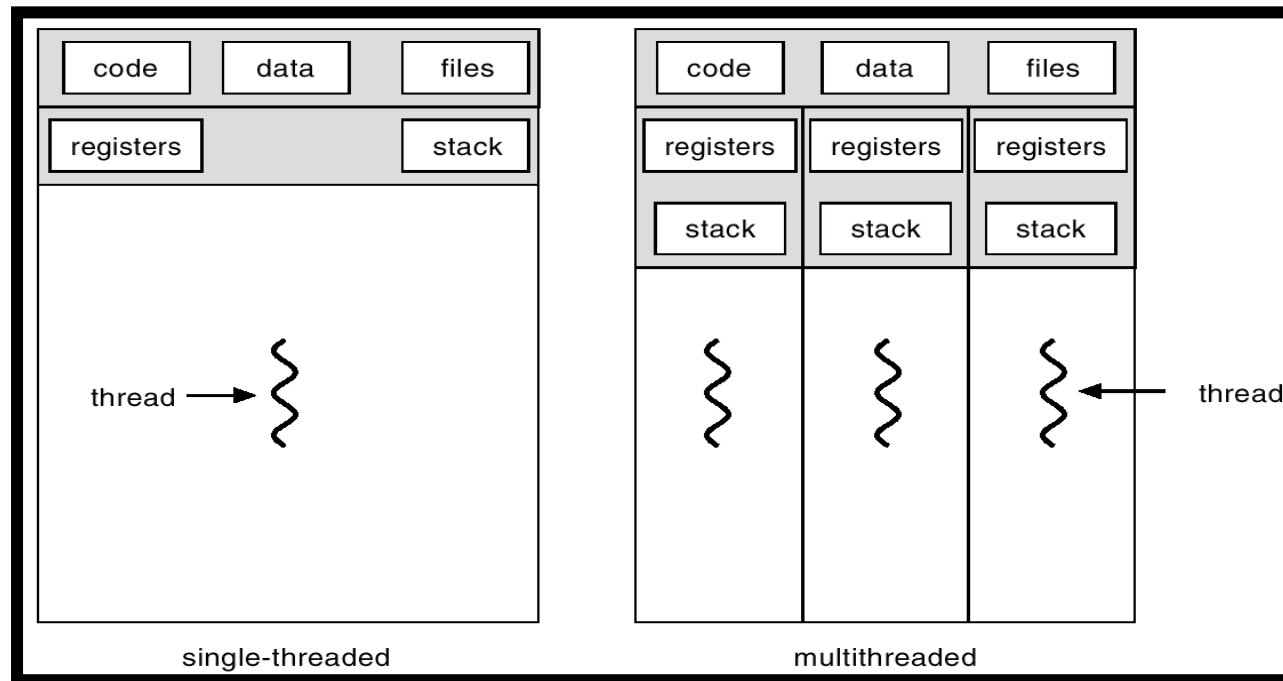 code data files
registers stack
thread
single-threaded
code data files
registers registers registers
stack stack stack
thread
multithreaded